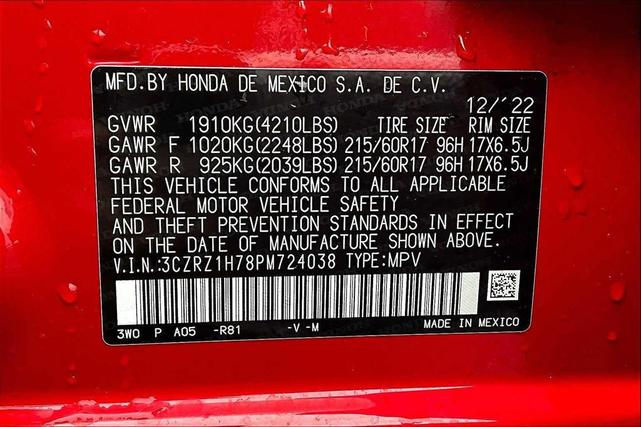 MFD.BY HONDA DE MEXICO S.A. DE C.V.
12/'22
GVWR 1910KG(4210LBS) TIRE SIZE RIM SIZE
GAWR F 1020KG(2248LBS) 215/60R17 96H 17X6.5J
GAWR R 925KG(2039LBS) 215/60R17 96H 17X6.5J
THIS VEHICLE CONFORMS TO ALL APPLICABLE
FEDERAL MOTOR VEHICLE SAFETY
AND THEFT PREVENTION STANDARDS IN EFFECT
ON THE DATE OF MANUFACTURE SHOWN ABOVE.
V.I.N.:3CZRZ1H78PM724038 TYPE:MPV
3W0 P A05 -R81 -V -M MADE IN MEXICO